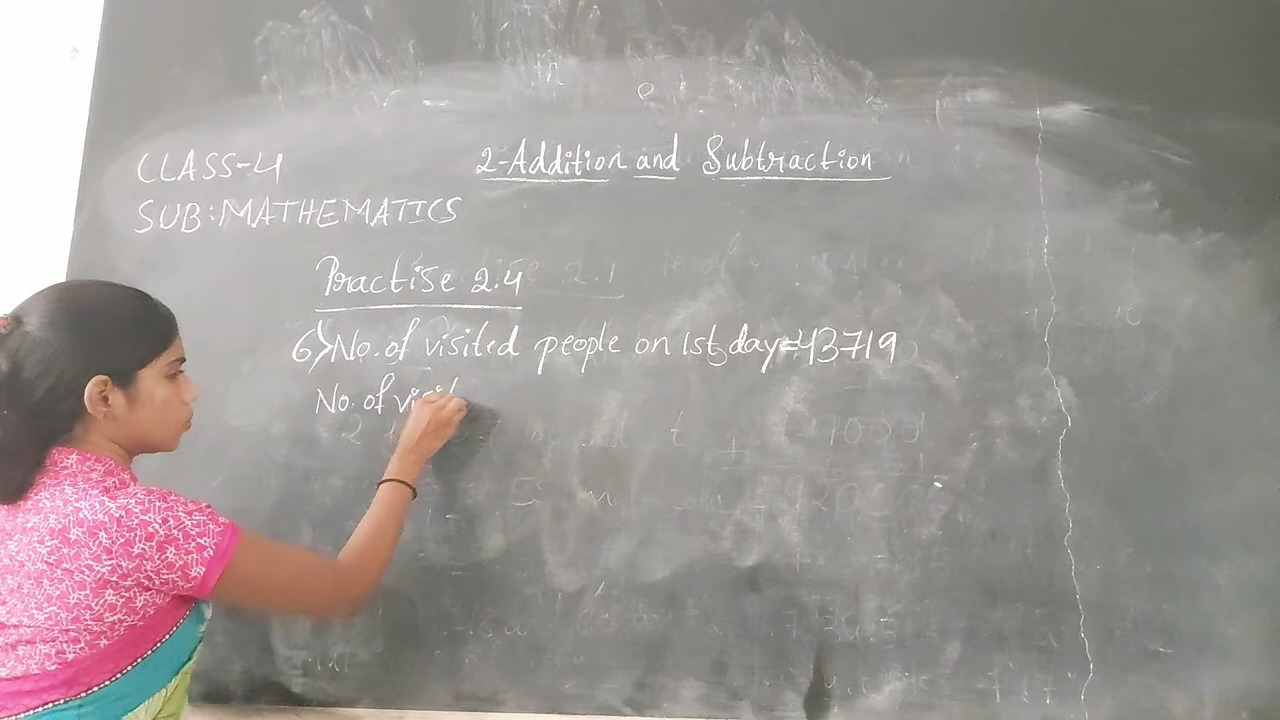 CLASS-4
2-Addition and Subtraction
SUB:MATHEMATICS
Practise 2.4
6) No. of visited people on 1st day=43719
No. of visit